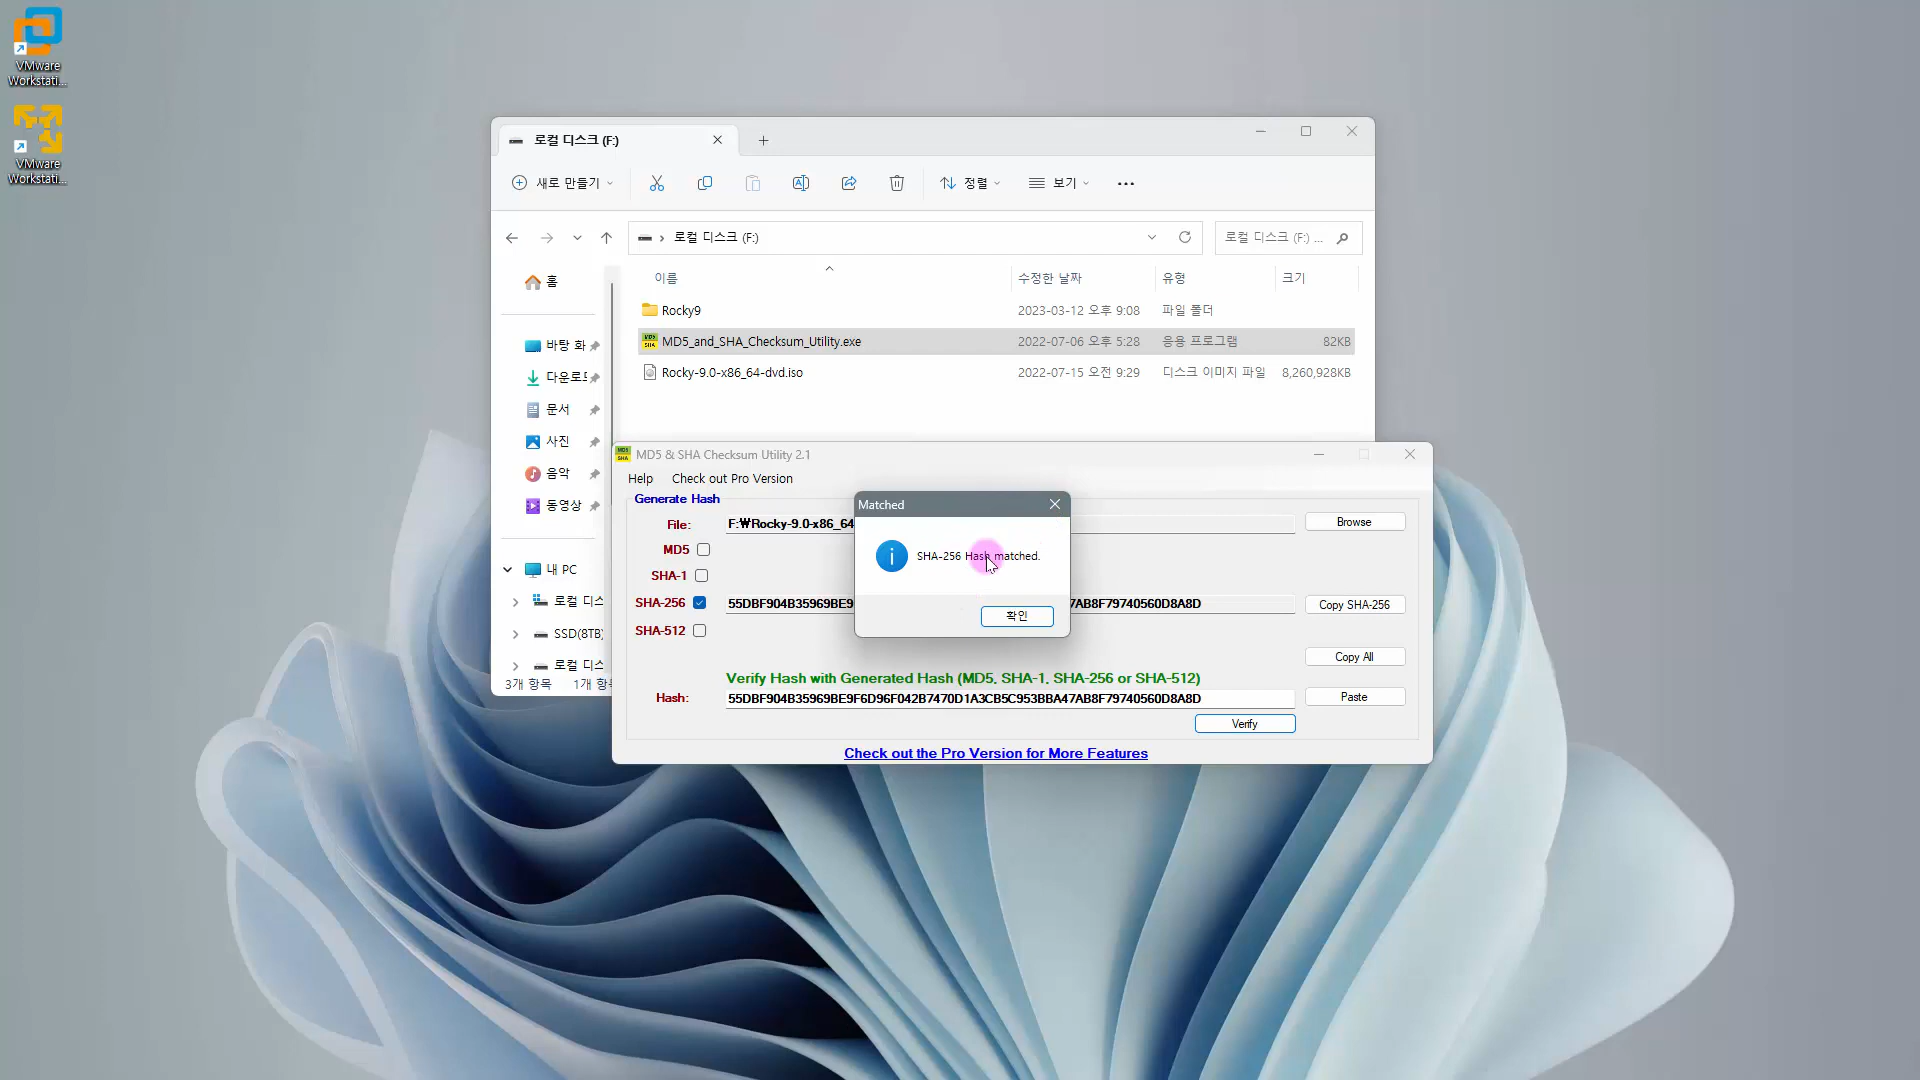 VMware
Workstati...
VMware
Workstati...
로컬 디스크 (F:)
새로 만들기
정렬
보기
로컬 디스크 (F:)
로컬 디스크 (F:) ...
이름
수정한 날짜
유형
크기
홈
Rocky9
2023-03-12 오후 9:08
파일 폴더
MD5_and_SHA_Checksum_Utility.exe
2022-07-06 오후 5:28
응용 프로그램
82KB
Rocky-9.0-x86_64-dvd.iso
2022-07-15 오전 9:29
디스크 이미지 파일
8,260,928KB
바탕 화
다운로드
문서
사진
음악
동영상
내 PC
로컬 디스
SSD(8TB)
로컬 디스
3개 항목
1개 항
MD5 & SHA Checksum Utility 2.1
Help
Check out Pro Version
Generate Hash
File:
F:₩Rocky-9.0-x86_64
Browse
MD5
SHA-1
SHA-256
55DBF904B35969BE9
7AB8F79740560D8A8D
Copy SHA-256
SHA-512
Copy All
Verify Hash with Generated Hash (MD5, SHA-1, SHA-256 or SHA-512)
Hash:
55DBF904B35969BE9F6D96F042B7470D1A3CB5C953BBA47AB8F79740560D8A8D
Paste
Verify
Check out the Pro Version for More Features
Matched
SHA-256 Hash matched.
확인